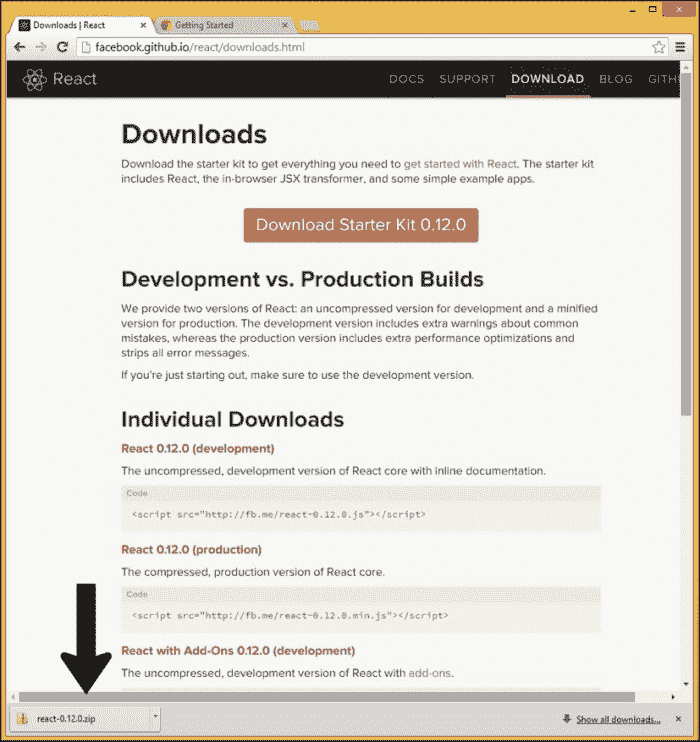 Downloads | React
Getting Started
facebook.github.io/react/downloads.html
React
DOCS SUPPORT DOWNLOAD BLOG GITH
Downloads
Download the starter kit to get everything you need to get started with React. The starter kit
includes React, the in-browser JSX transformer, and some simple example apps.
Download Starter Kit 0.12.0
Development vs. Production Builds
We provide two versions of React: an uncompressed version for development and a minified
version for production. The development version includes extra warnings about common
mistakes, whereas the production version includes extra performance optimizations and
strips all error messages.
If you're just starting out, make sure to use the development version.
Individual Downloads
React 0.12.0 (development)
The uncompressed, development version of React core with inline documentation.
Code
<script src="http://fb.me/react-0.12.0.js"></script>
React 0.12.0 (production)
The compressed, production version of React core.
Code
<script src="http://fb.me/react-0.12.0.min.js"></script>
React with Add-Ons 0.12.0 (development)
The uncompressed, development version of React with add-ons.
react-0.12.0.zip
Show all downloads...